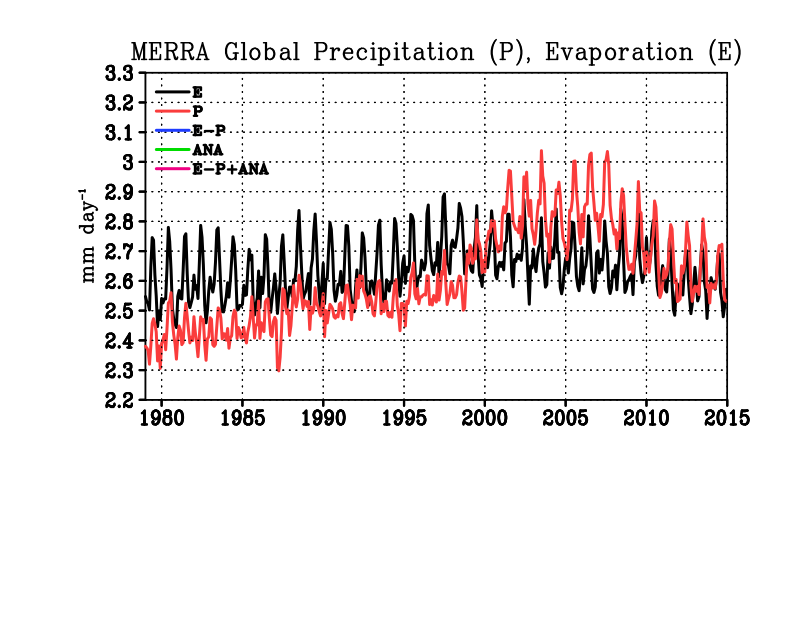 MERRA Global Precipitation (P), Evaporation (E)
3.3
3.2
3.1
3
2.9
2.8
2.7
2.6
2.5
2.4
2.3
2.2
mm day⁻¹
E
P
E-P
ANA
E-P+ANA
1980 1985 1990 1995 2000 2005 2010 2015